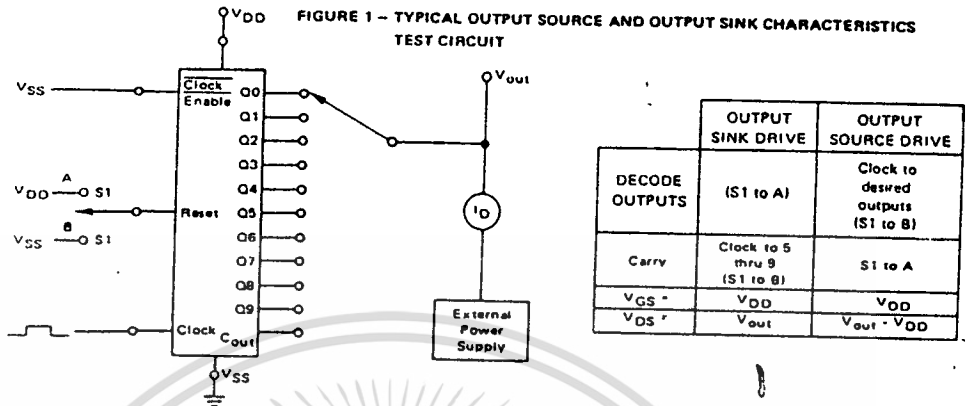 FIGURE 1 – TYPICAL OUTPUT SOURCE AND OUTPUT SINK CHARACTERISTICS
TEST CIRCUIT
VDD
VSS
Clock
Enable
Q0
Q1
Q2
Q3
Q4
Q5
Q6
Q7
Q8
Q9
Cout
VDD A S1
Reset
VSS B S1
Clock
VSS
Vout
ID
External
Power
Supply
OUTPUT
SINK DRIVE
OUTPUT
SOURCE DRIVE
DECODE
OUTPUTS
(S1 to A)
Clock to
desired
outputs
(S1 to B)
Carry
Clock to 5
thru 9
(S1 to B)
S1 to A
VGS =
VDD
VDD
VDS =
Vout
Vout - VDD